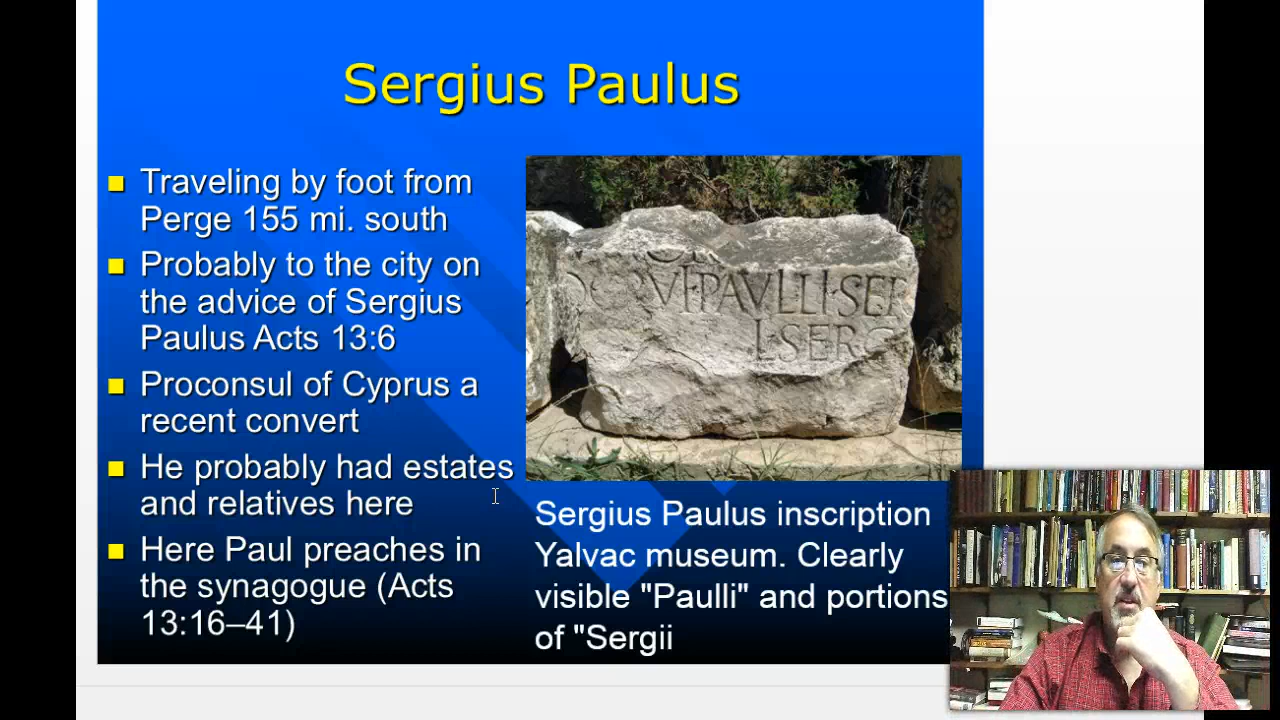 Sergius Paulus
Traveling by foot from
Perge 155 mi. south
Probably to the city on
the advice of Sergius
Paulus Acts 13:6
Proconsul of Cyprus a
recent convert
He probably had estates
and relatives here
Here Paul preaches in
the synagogue (Acts
13:16–41)
VI·PAVLLI·SER
L·SERG
Sergius Paulus inscription
Yalvac museum. Clearly
visible "Paulli" and portions
of "Sergii